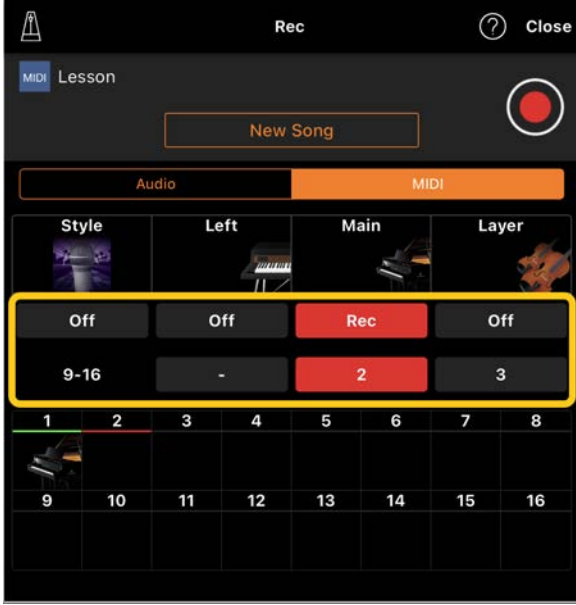 Rec ? Close
MIDI Lesson
New Song
Audio MIDI
Style Left Main Layer
Off Off Rec Off
9-16 - 2 3
1 2 3 4 5 6 7 8
9 10 11 12 13 14 15 16